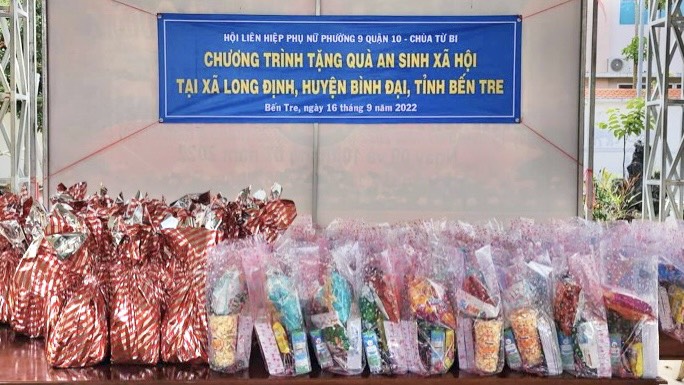 HỘI LIÊN HIỆP PHỤ NỮ PHƯỜNG 9 QUẬN 10 - CHÙA TỪ BI
CHƯƠNG TRÌNH TẶNG QUÀ AN SINH XÃ HỘI
TẠI XÃ LONG ĐỊNH, HUYỆN BÌNH ĐẠI, TỈNH BẾN TRE
Bến Tre, ngày 16 tháng 9 năm 2022